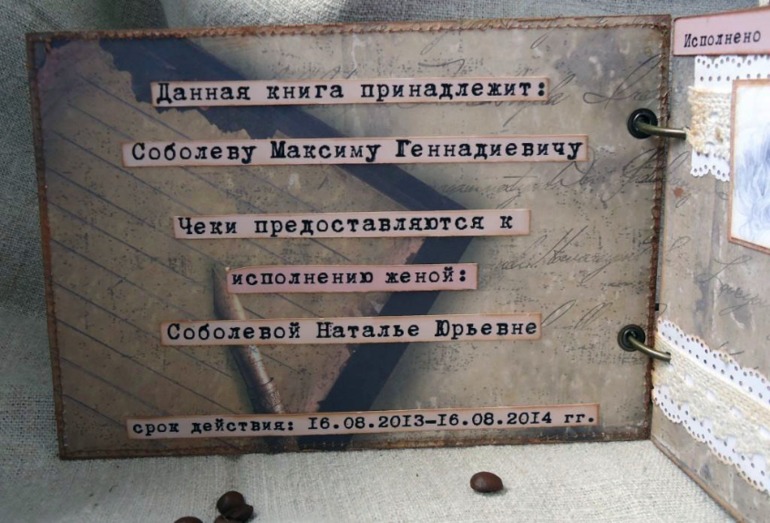 Данная книга принадлежит:
Соболеву Максиму Геннадиевичу
Чеки предоставляются к
исполнению женой:
Соболевой Наталье Юрьевне
срок действия: 16.08.2013-16.08.2014 гг.
Исполнено